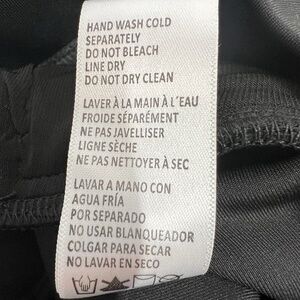 HAND WASH COLD
SEPARATELY
DO NOT BLEACH
LINE DRY
DO NOT DRY CLEAN
LAVER À LA MAIN À L'EAU
FROIDE SÉPARÉMENT
NE PAS JAVELLISER
LIGNE SÈCHE
NE PAS NETTOYER À SEC
LAVAR A MANO CON
AGUA FRÍA
POR SEPARADO
NO USAR BLANQUEADOR
COLGAR PARA SECAR
NO LAVAR EN SECO